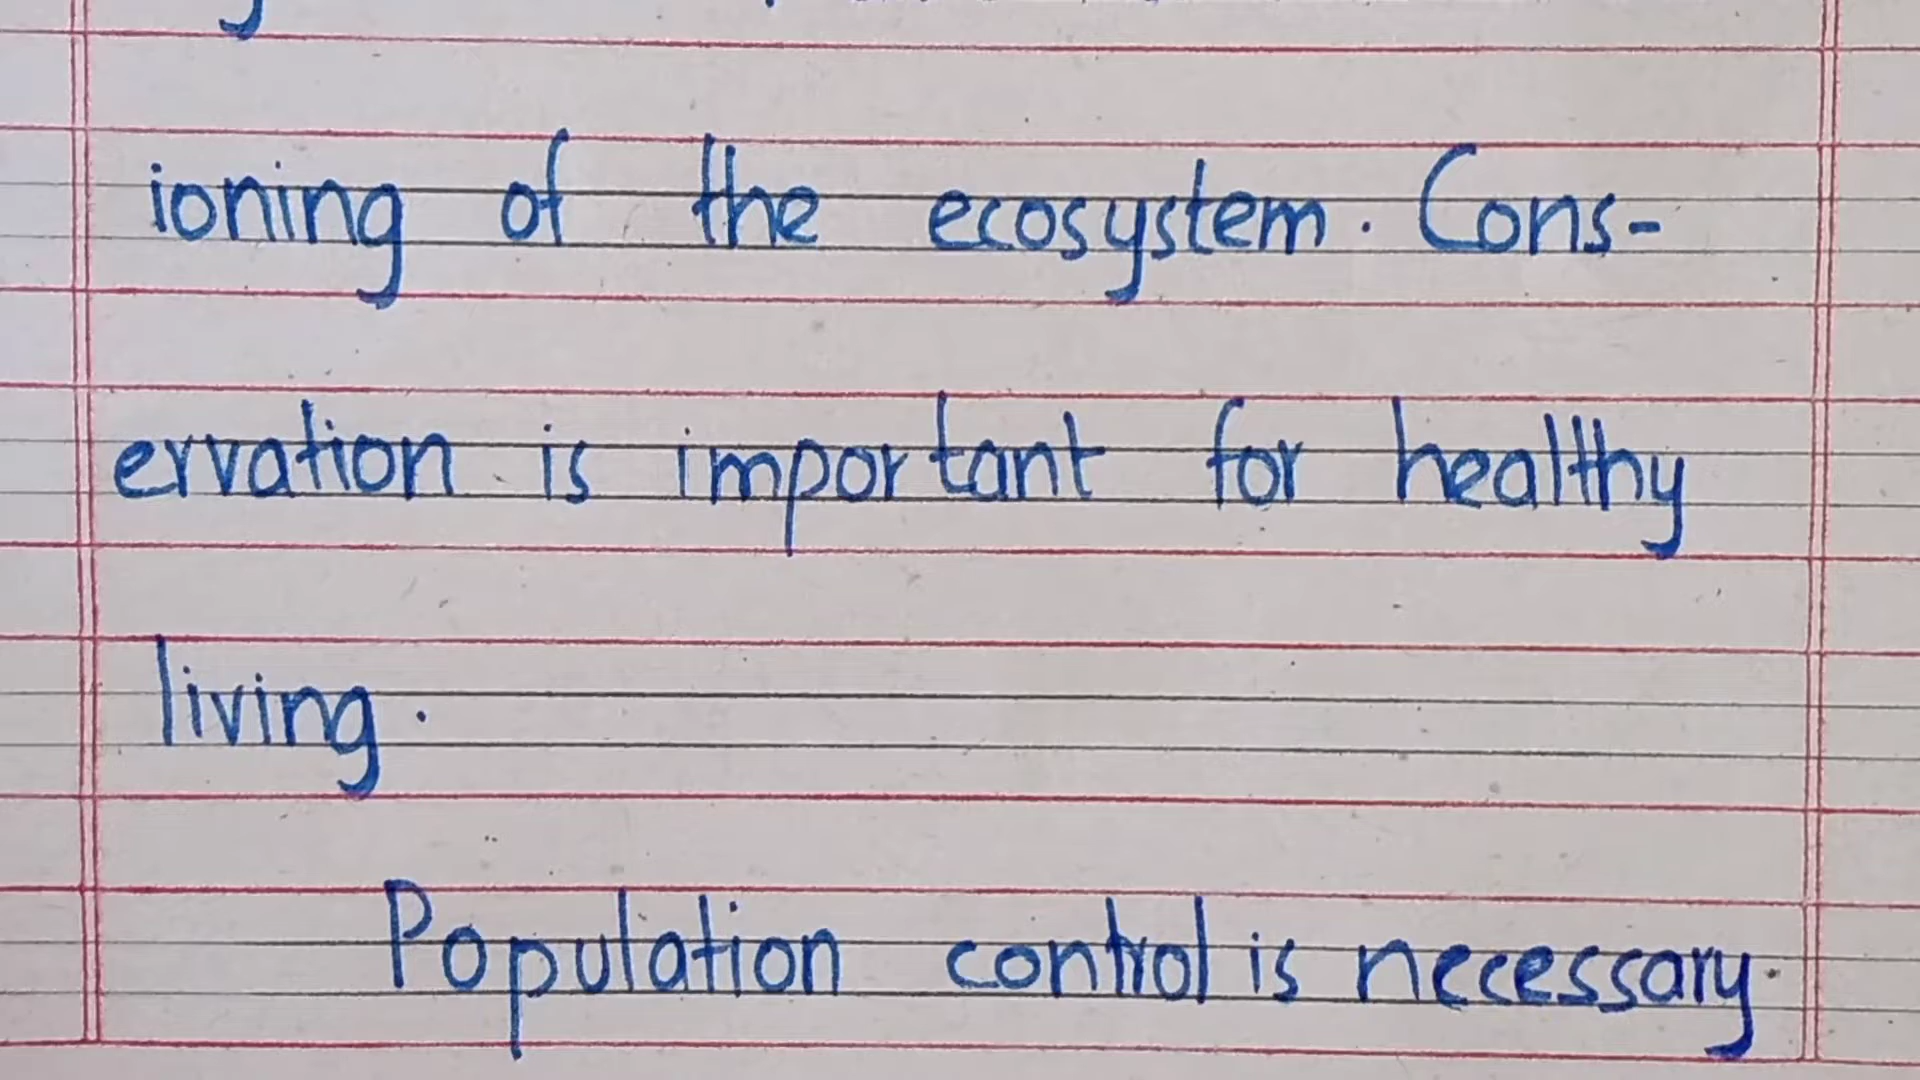 ioning of the ecosystem. Cons-
ervation is important for healthy
living.
Population control is necessary.